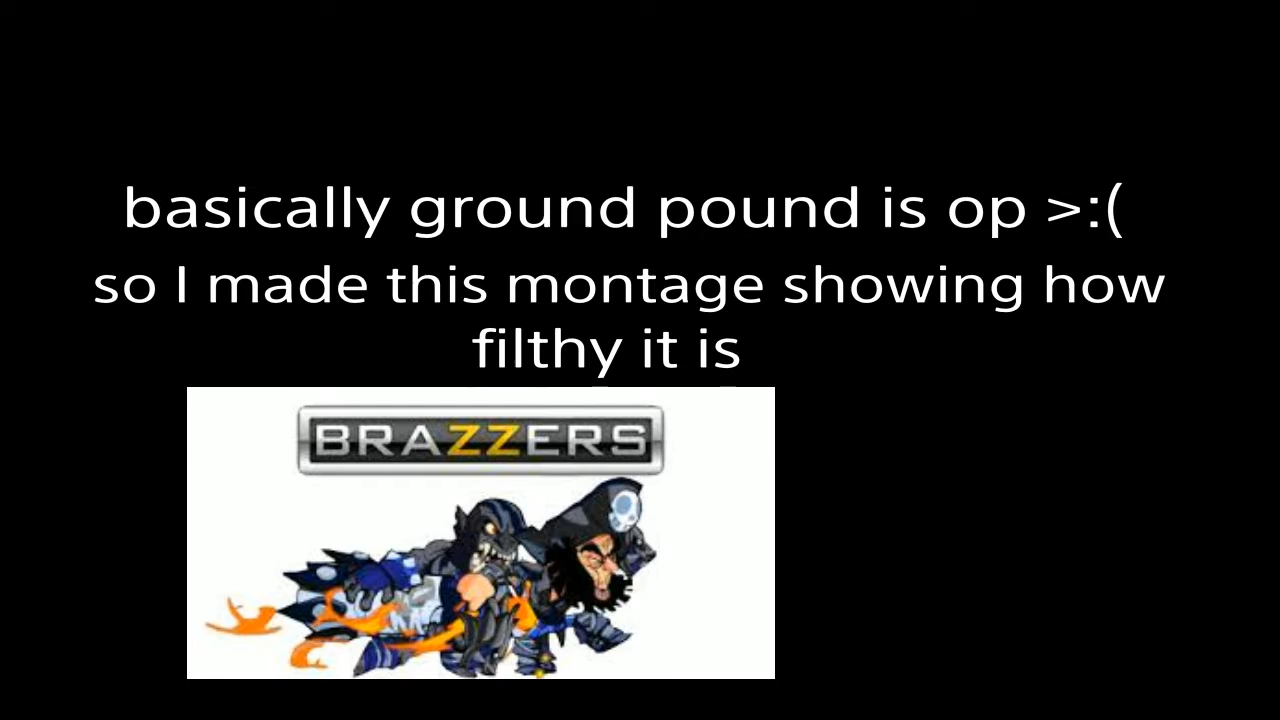 basically ground pound is op >:(
so I made this montage showing how
filthy it is
BRAZZERS